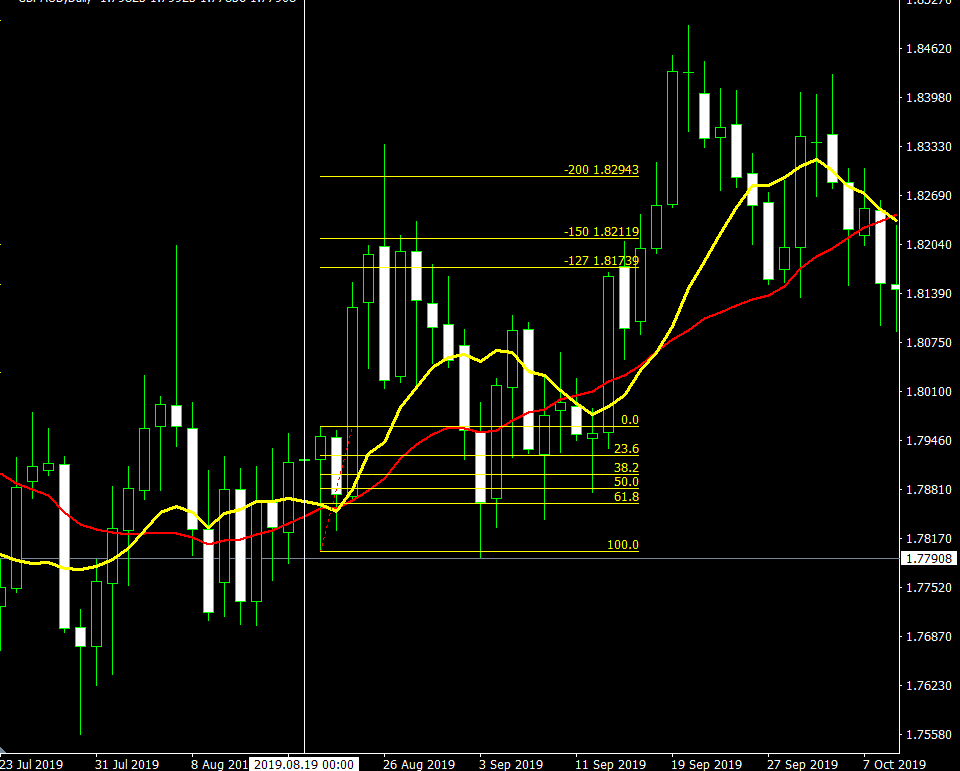 1.84620
1.83980
1.83330
1.82690
1.82040
1.81390
1.80750
1.80100
1.79460
1.78810
1.78170
1.77908
1.77520
1.76870
1.76230
1.75580
-200 1.82943
-150 1.82119
-127 1.81739
0.0
23.6
38.2
50.0
61.8
100.0
23 Jul 2019
31 Jul 2019
8 Aug 201
2019.08.19 00:00
26 Aug 2019
3 Sep 2019
11 Sep 2019
19 Sep 2019
27 Sep 2019
7 Oct 2019